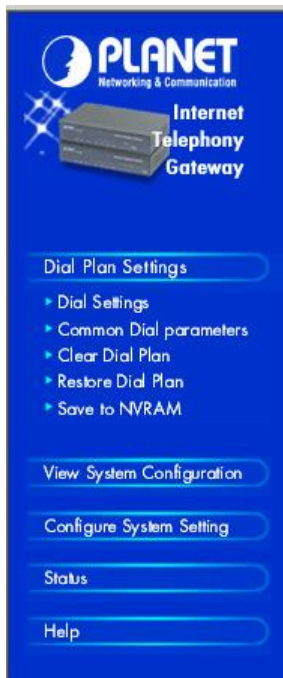 PLANET
Networking & Communication
Internet
Telephony
Gateway
Dial Plan Settings
Dial Settings
Common Dial parameters
Clear Dial Plan
Restore Dial Plan
Save to NVRAM
View System Configuration
Configure System Setting
Status
Help